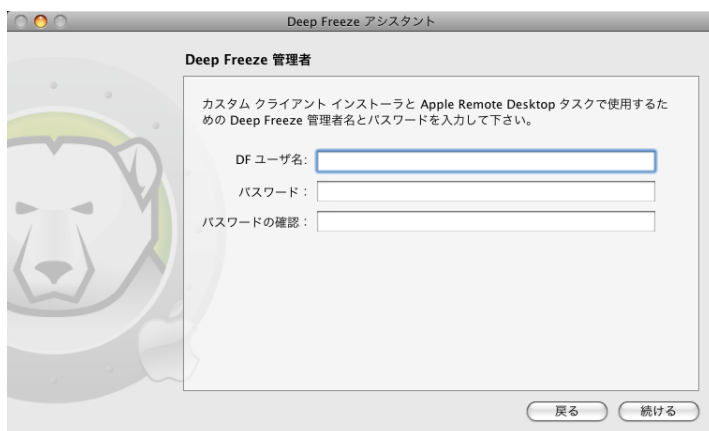 Deep Freeze アシスタント
Deep Freeze 管理者
カスタム クライアント インストーラと Apple Remote Desktop タスクで使用するた
めの Deep Freeze 管理者名とパスワードを入力して下さい。
DF ユーザ名:
パスワード：
パスワードの確認：
戻る
続ける